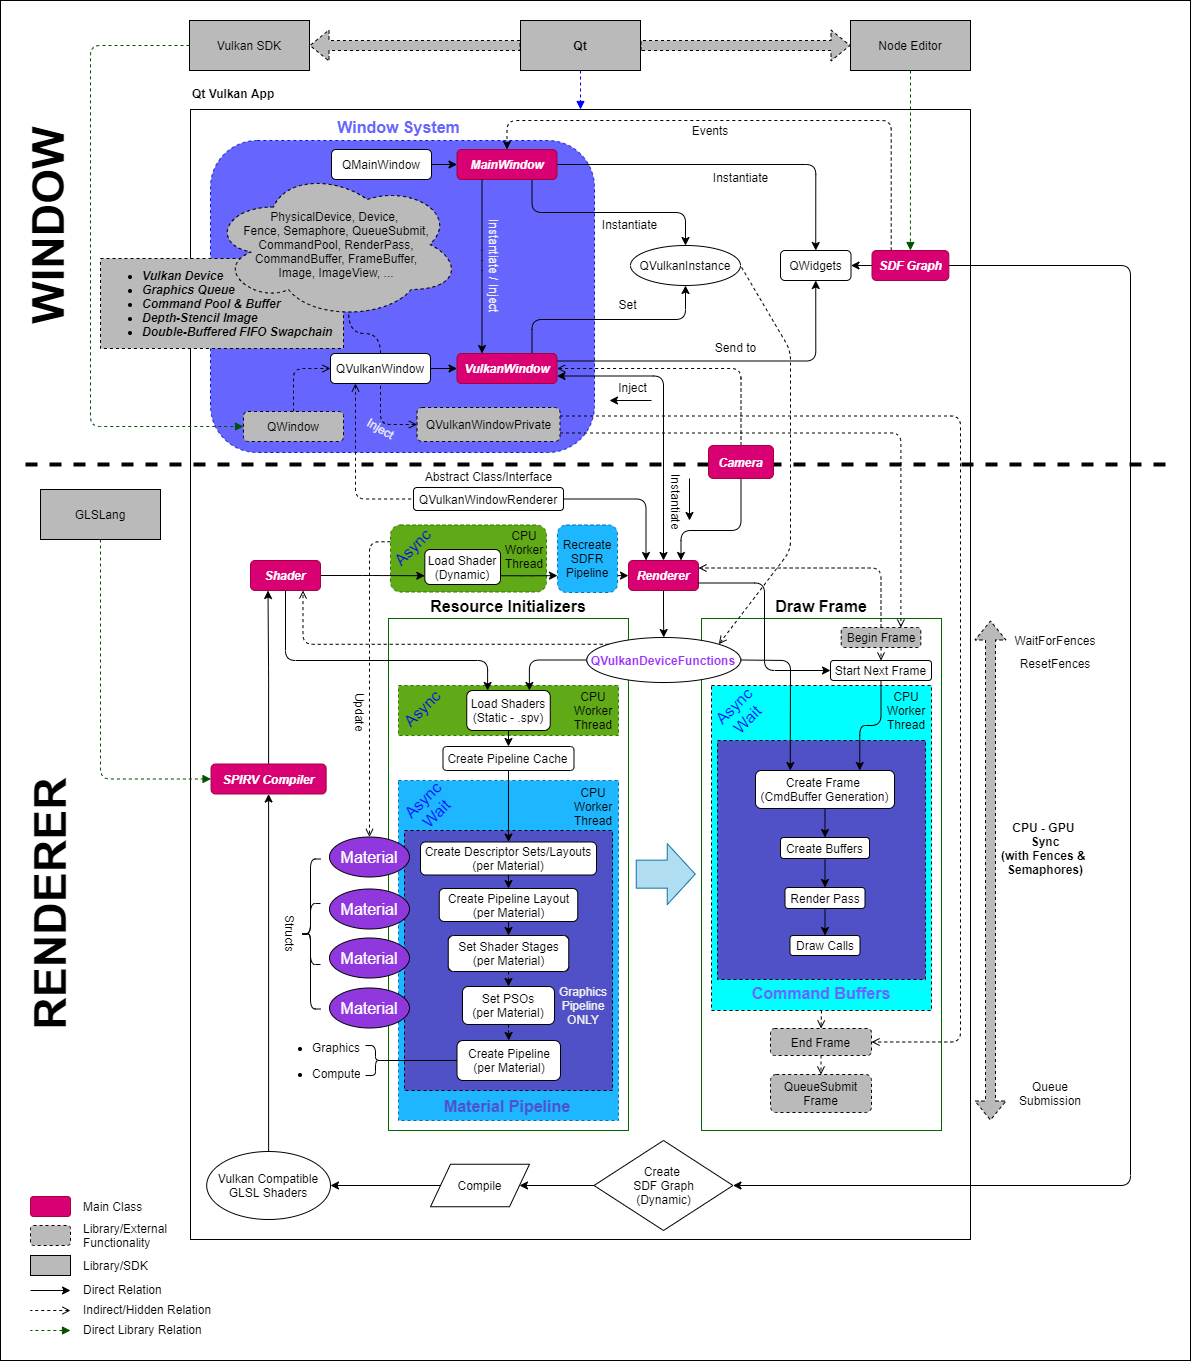 Vulkan SDK
Qt
Node Editor
Qt Vulkan App
WINDOW
Window System
Events
QMainWindow
MainWindow
Instantiate
PhysicalDevice, Device,
Fence, Semaphore, QueueSubmit,
CommandPool, RenderPass,
CommandBuffer, FrameBuffer,
Image, ImageView, ...
Instantiate / Inject
Instantiate
QVulkanInstance
QWidgets
SDF Graph
Vulkan Device
Graphics Queue
Command Pool & Buffer
Depth-Stencil Image
Double-Buffered FIFO Swapchain
Set
Send to
QVulkanWindow
VulkanWindow
Inject
QWindow
Inject
QVulkanWindowPrivate
Camera
Abstract Class/Interface
QVulkanWindowRenderer
Instantiate
GLSLang
Async
CPU
Worker
Thread
Load Shader
(Dynamic)
Recreate
SDFR
Pipeline
Shader
Renderer
Resource Initializers
Draw Frame
Begin Frame
WaitForFences
ResetFences
QVulkanDeviceFunctions
Start Next Frame
Update
Async
Load Shaders
(Static - .spv)
CPU
Worker
Thread
Async
Wait
CPU
Worker
Thread
Create Pipeline Cache
SPIRV Compiler
RENDERER
Async
Wait
CPU
Worker
Thread
Create Frame
(CmdBuffer Generation)
Material
Create Descriptor Sets/Layouts
(per Material)
Create Buffers
CPU - GPU
Sync
(with Fences &
Semaphores)
Material
Create Pipeline Layout
(per Material)
Render Pass
Structs
Material
Set Shader Stages
(per Material)
Draw Calls
Material
Set PSOs
(per Material)
Graphics
Pipeline
ONLY
Command Buffers
Graphics
Compute
Create Pipeline
(per Material)
End Frame
Material Pipeline
QueueSubmit
Frame
Queue
Submission
Vulkan Compatible
GLSL Shaders
Compile
Create
SDF Graph
(Dynamic)
Main Class
Library/External
Functionality
Library/SDK
Direct Relation
Indirect/Hidden Relation
Direct Library Relation